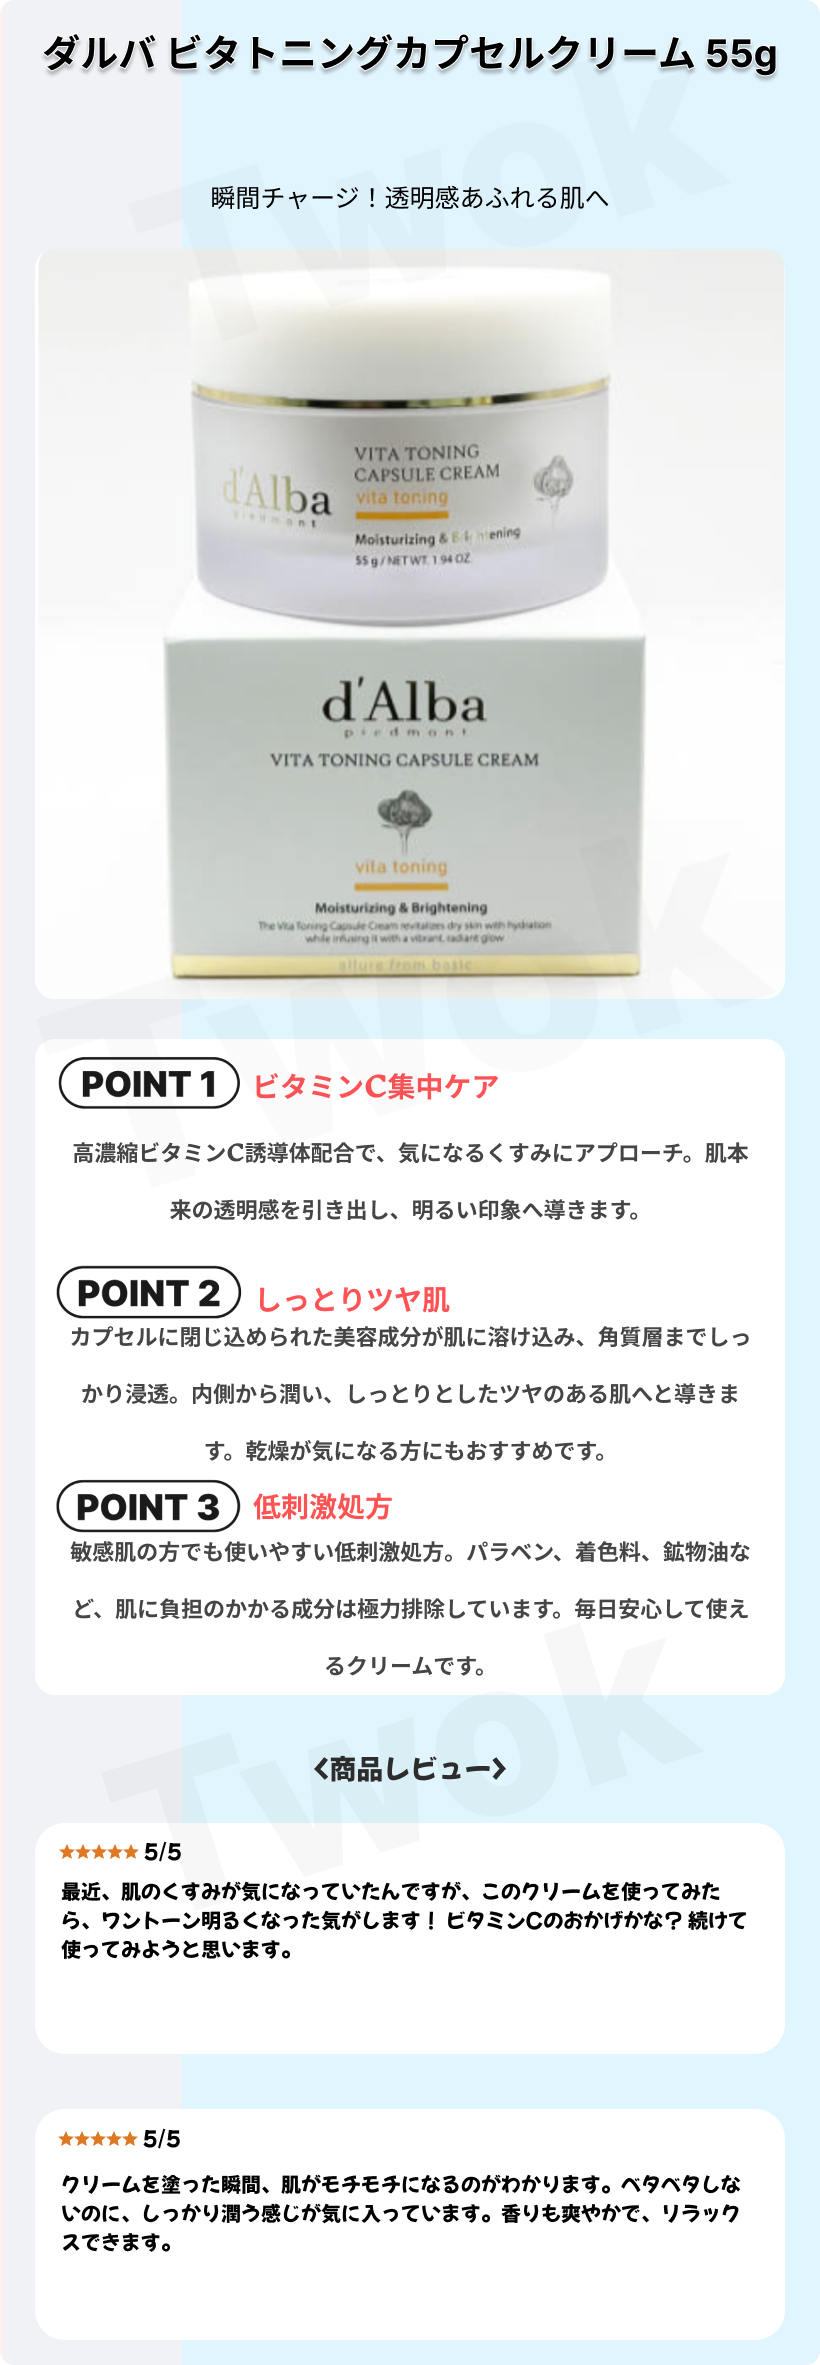 ダルバ ビタトニングカプセルクリーム 55g
瞬間チャージ！透明感あふれる肌へ
VITA TONING
CAPSULE CREAM
d'Alba
piedmont
vita toning
Moisturizing & Brightening
55 g / NET WT. 1.94 OZ.
d'Alba
piedmont
VITA TONING CAPSULE CREAM
vita toning
Moisturizing & Brightening
The Vita Toning Capsule Cream revitalizes dry skin with hydration
while infusing it with a vibrant, radiant glow
allure from basic
POINT 1 ビタミンC集中ケア
高濃縮ビタミンC誘導体配合で、気になるくすみにアプローチ。肌本
来の透明感を引き出し、明るい印象へ導きます。
POINT 2 しっとりツヤ肌
カプセルに閉じ込められた美容成分が肌に溶け込み、角質層までしっ
かり浸透。内側から潤い、しっとりとしたツヤのある肌へと導きま
す。乾燥が気になる方にもおすすめです。
POINT 3 低刺激処方
敏感肌の方でも使いやすい低刺激処方。パラベン、着色料、鉱物油な
ど、肌に負担のかかる成分は極力排除しています。毎日安心して使え
るクリームです。
<商品レビュー>
★★★★★ 5/5
最近、肌のくすみが気になっていたんですが、このクリームを使ってみた
ら、ワントーン明るくなった気がします！ ビタミンCのおかげかな？ 続けて
使ってみようと思います。
★★★★★ 5/5
クリームを塗った瞬間、肌がモチモチになるのがわかります。ベタベタしな
いのに、しっかり潤う感じが気に入っています。香りも爽やかで、リラック
スできます。
Twok
Twok
Twok